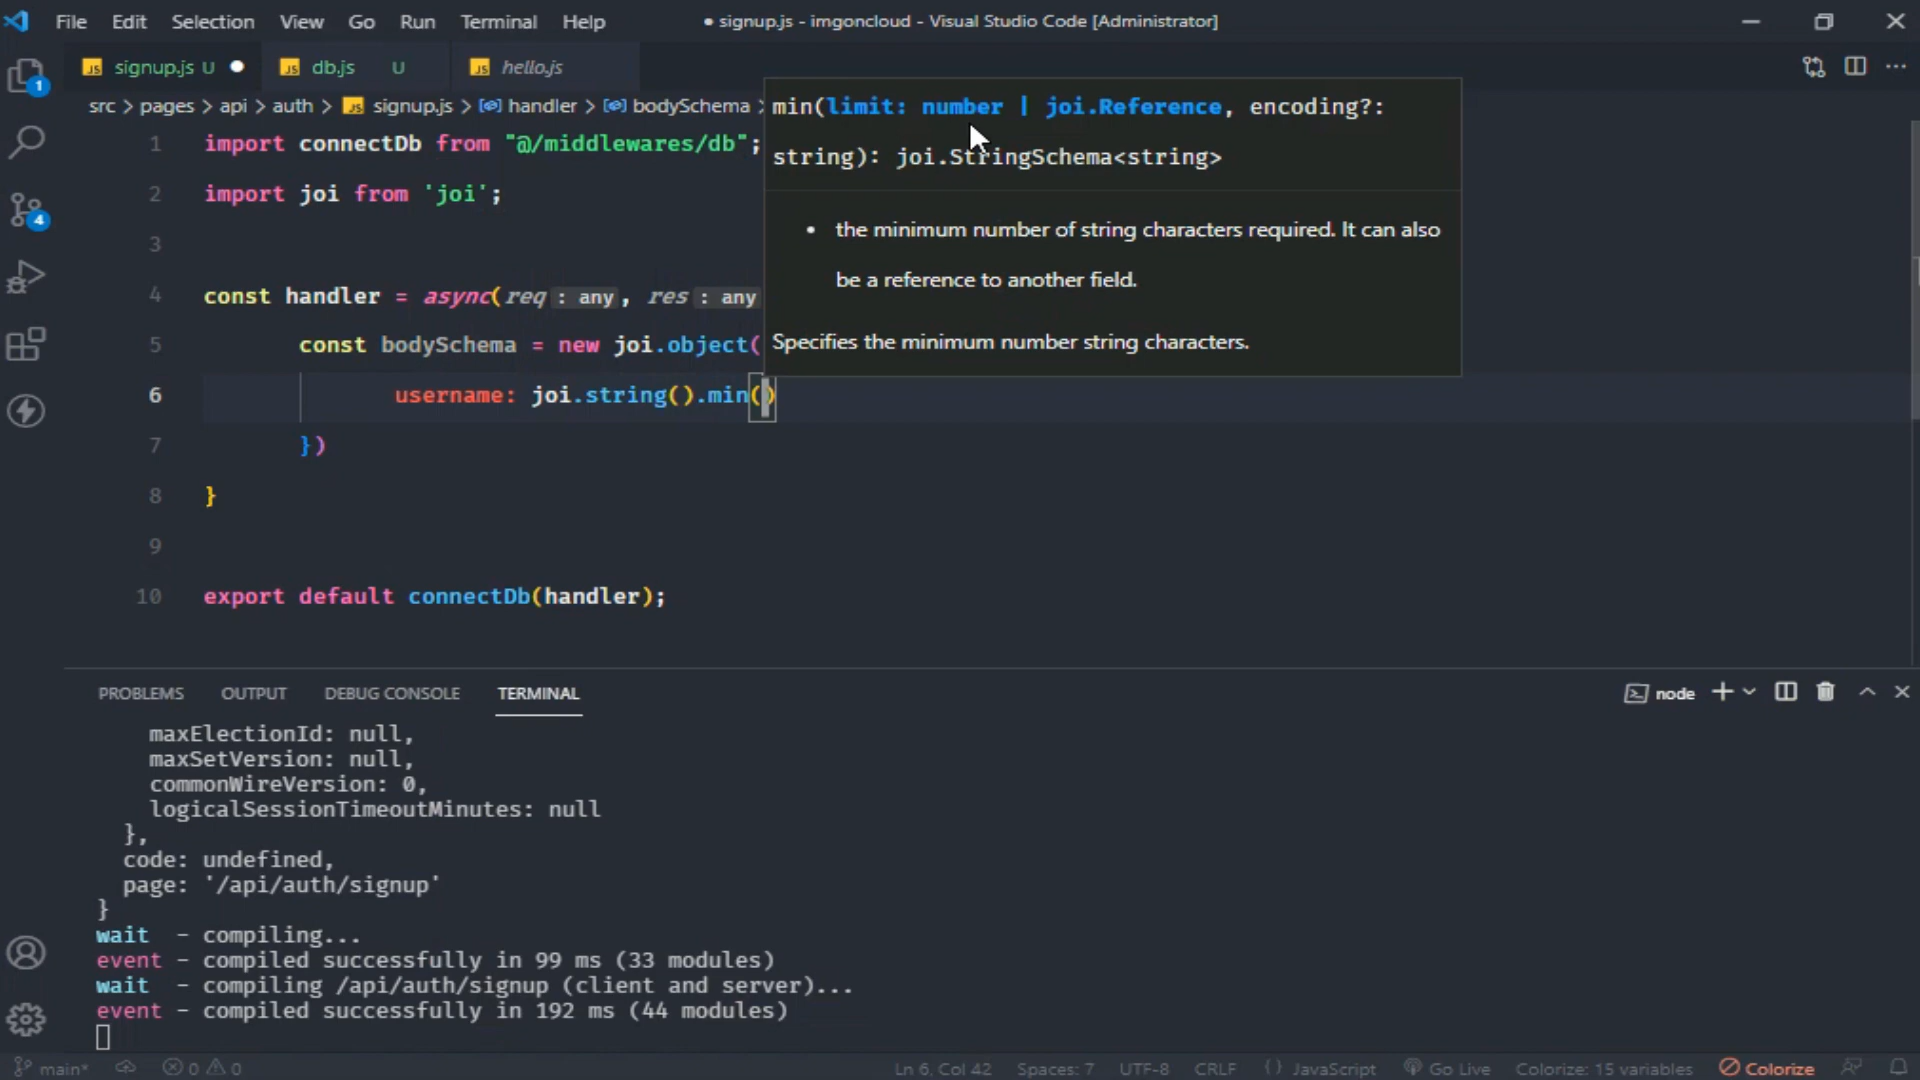 File Edit Selection View Go Run Terminal Help
● signup.js - imgoncloud - Visual Studio Code [Administrator]
JS signup.js U ●
JS db.js U
JS hello.js
src > pages > api > auth > JS signup.js > handler > bodySchema >
min(limit: number | joi.Reference, encoding?:
string): joi.StringSchema<string>
• the minimum number of string characters required. It can also
be a reference to another field.
Specifies the minimum number string characters.
1 import connectDb from "@/middlewares/db";
2 import joi from 'joi';
3
4 const handler = async(req: any, res: any
5 const bodySchema = new joi.object(
6 username: joi.string().min()
7 })
8 }
9
10 export default connectDb(handler);
1
4
PROBLEMS OUTPUT DEBUG CONSOLE TERMINAL
node
maxElectionId: null,
maxSetVersion: null,
commonWireVersion: 0,
logicalSessionTimeoutMinutes: null
},
code: undefined,
page: '/api/auth/signup'
}
wait - compiling...
event - compiled successfully in 99 ms (33 modules)
wait - compiling /api/auth/signup (client and server)...
event - compiled successfully in 192 ms (44 modules)
main* 0 0 Ln 6, Col 42 Spaces: 7 UTF-8 CRLF {} JavaScript Go Live Colorize: 15 variables Colorize